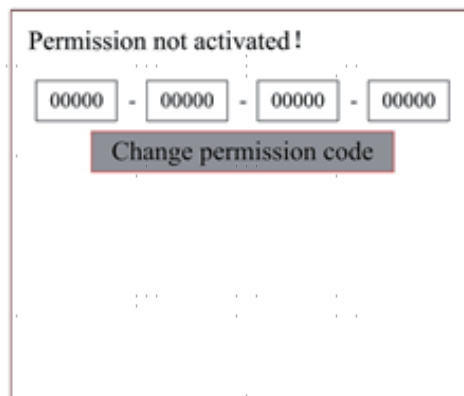 Permission not activated!
00000 - 00000 - 00000 - 00000
Change permission code